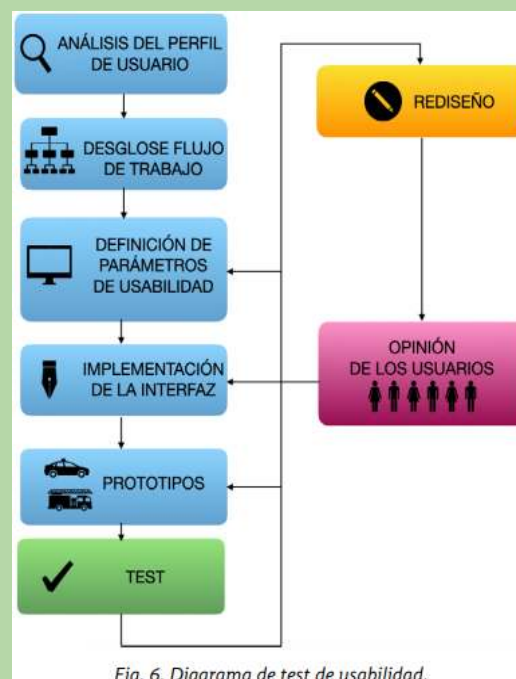 ANÁLISIS DEL PERFIL
DE USUARIO
DESGLOSE FLUJO
DE TRABAJO
DEFINICIÓN DE
PARÁMETROS
DE USABILIDAD
IMPLEMENTACIÓN
DE LA INTERFAZ
PROTOTIPOS
TEST
REDISEÑO
OPINIÓN
DE LOS USUARIOS
Fig. 6. Diagrama de test de usabilidad.